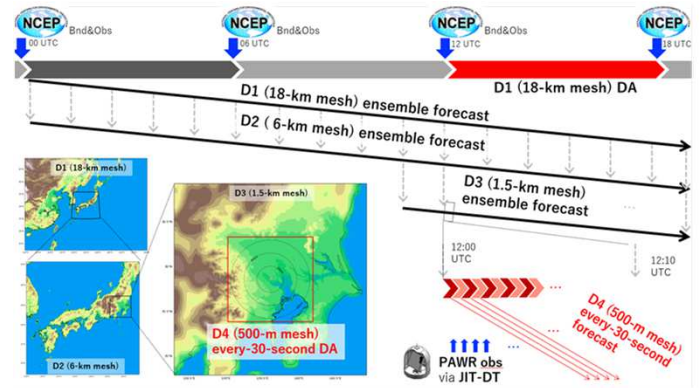 NCEP
Bnd&Obs
00 UTC
NCEP
Bnd&Obs
06 UTC
NCEP
Bnd&Obs
12 UTC
NCEP
18 UTC
D1 (18-km mesh) DA
D1 (18-km mesh) ensemble forecast
D2 ( 6-km mesh) ensemble forecast
D3 (1.5-km mesh)
ensemble forecast
...
D1 (18-km mesh)
D2 (6-km mesh)
D3 (1.5-km mesh)
D4 (500-m mesh)
every-30-second DA
12:00
UTC
12:10
UTC
...
...
D4 (500-m mesh)
every-30-second
forecast
PAWR obs
via JIT-DT
...